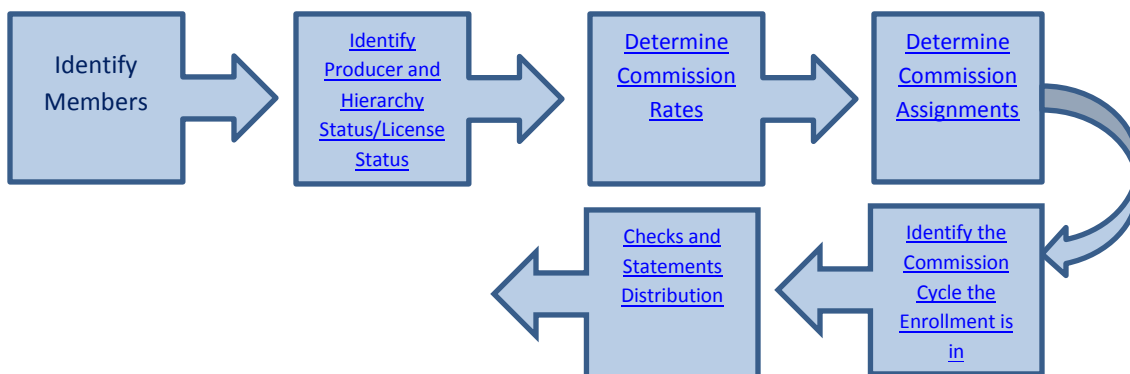 Identify
Members
Identify
Producer and
Hierarchy
Status/License
Status
Determine
Commission
Rates
Determine
Commission
Assignments
Identify the
Commission
Cycle the
Enrollment is
in
Checks and
Statements
Distribution